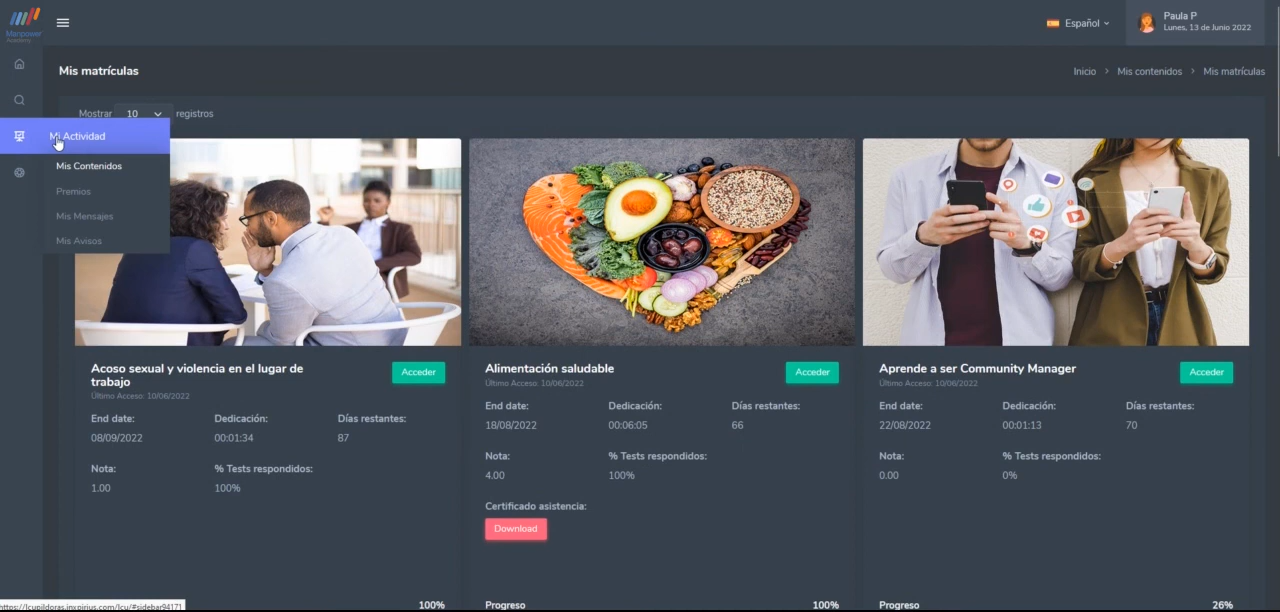 Manpower
Academy
Español
Paula P
Lunes, 13 de Junio 2022
Mis matrículas
Inicio > Mis contenidos > Mis matrículas
Mostrar 10 registros
Mi Actividad
Mis Contenidos
Premios
Mis Mensajes
Mis Avisos
Acoso sexual y violencia en el lugar de
trabajo
Acceder
Último Acceso: 10/06/2022
End date: Dedicación: Días restantes:
08/09/2022 00:01:34 87
Nota: % Tests respondidos:
1.00 100%
100%
Alimentación saludable
Acceder
Último Acceso: 10/06/2022
End date: Dedicación: Días restantes:
18/08/2022 00:06:05 66
Nota: % Tests respondidos:
4.00 100%
Certificado asistencia:
Download
Progreso 100%
Aprende a ser Community Manager
Acceder
Último Acceso: 10/06/2022
End date: Dedicación: Días restantes:
22/08/2022 00:01:13 70
Nota: % Tests respondidos:
0.00 0%
Progreso 26%